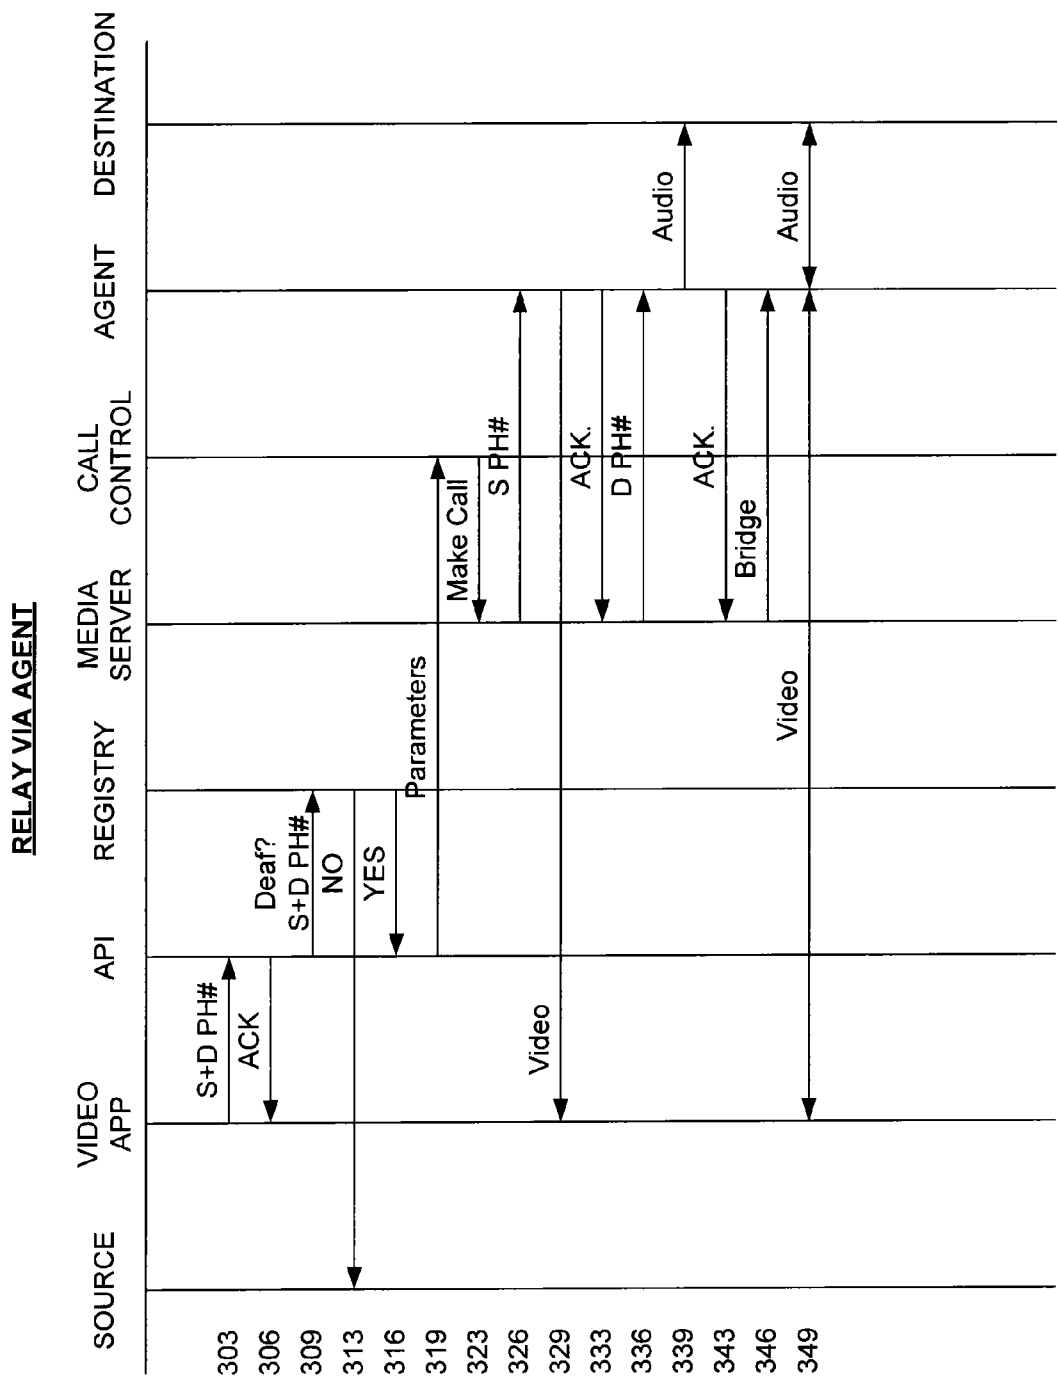 RELAY VIA AGENT
SOURCE
VIDEO
APP
API
REGISTRY
MEDIA
SERVER
CALL
CONTROL
AGENT
DESTINATION
303
S+D PH#
306
ACK
309
Deaf?
S+D PH#
313
NO
316
YES
319
Parameters
323
Make Call
326
S PH#
329
Video
333
ACK.
336
D PH#
339
Audio
343
ACK.
346
Bridge
349
Video
Audio